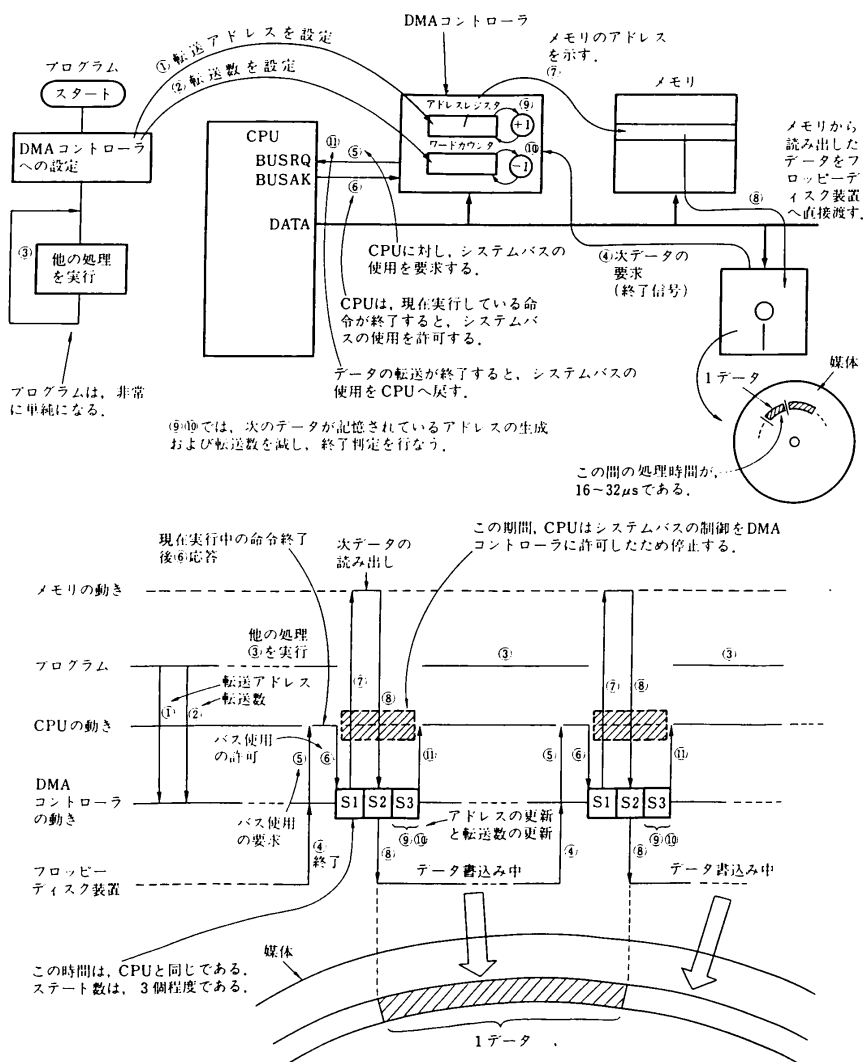 プログラム
スタート
DMAコントローラ
への設定
③
他の処理
を実行
プログラムは，非常
に単純になる．
①転送アドレスを設定
②転送数を設定
DMAコントローラ
アドレスレジスタ
⑨
+1
ワードカウンタ
⑩
-1
CPU
BUSRQ
BUSAK
DATA
⑪
⑤
⑥
メモリのアドレス
を示す．
⑦
メモリ
メモリから
読み出した
データをフ
ロッピーデ
ィスク装置
へ直接渡す．
⑧
CPUに対し，システムバスの
使用を要求する．
CPUは，現在実行している命
令が終了すると，システムバ
スの使用を許可する．
データの転送が終了すると，システムバスの
使用をCPUへ戻す．
④次データの
要求
(終了信号)
⑨⑩では，次のデータが記憶されているアドレスの生成
および転送数を減し，終了判定を行なう．
1データ
媒体
この間の処理時間が，
16～32μsである．
現在実行中の命令終了
後⑥応答
次データの
読み出し
この期間，CPUはシステムバスの制御をDMA
コントローラに許可したため停止する．
メモリの動き
他の処理
③を実行
プログラム
③
③
転送アドレス
転送数
①
②
⑦
⑧
⑦
⑧
CPUの動き
バス使用
の許可
⑤
⑥
⑪
⑤
⑥
⑪
DMA
コントローラ
の動き
S1
S2
S3
S1
S2
S3
バス使用
の要求
アドレスの更新
と転送数の更新
⑨⑩
⑨⑩
④
終了
⑧
④
⑧
フロッピー
ディスク装置
データ書込み中
データ書込み中
この時間は，CPUと同じである．
ステート数は，3個程度である．
媒体
1データ